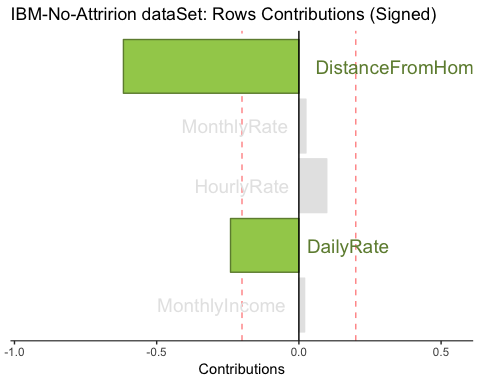 IBM-No-Attririon dataSet: Rows Contributions (Signed)
DistanceFromHom
MonthlyRate
HourlyRate
DailyRate
MonthlyIncome
-1.0 -0.5 0.0 0.5
Contributions